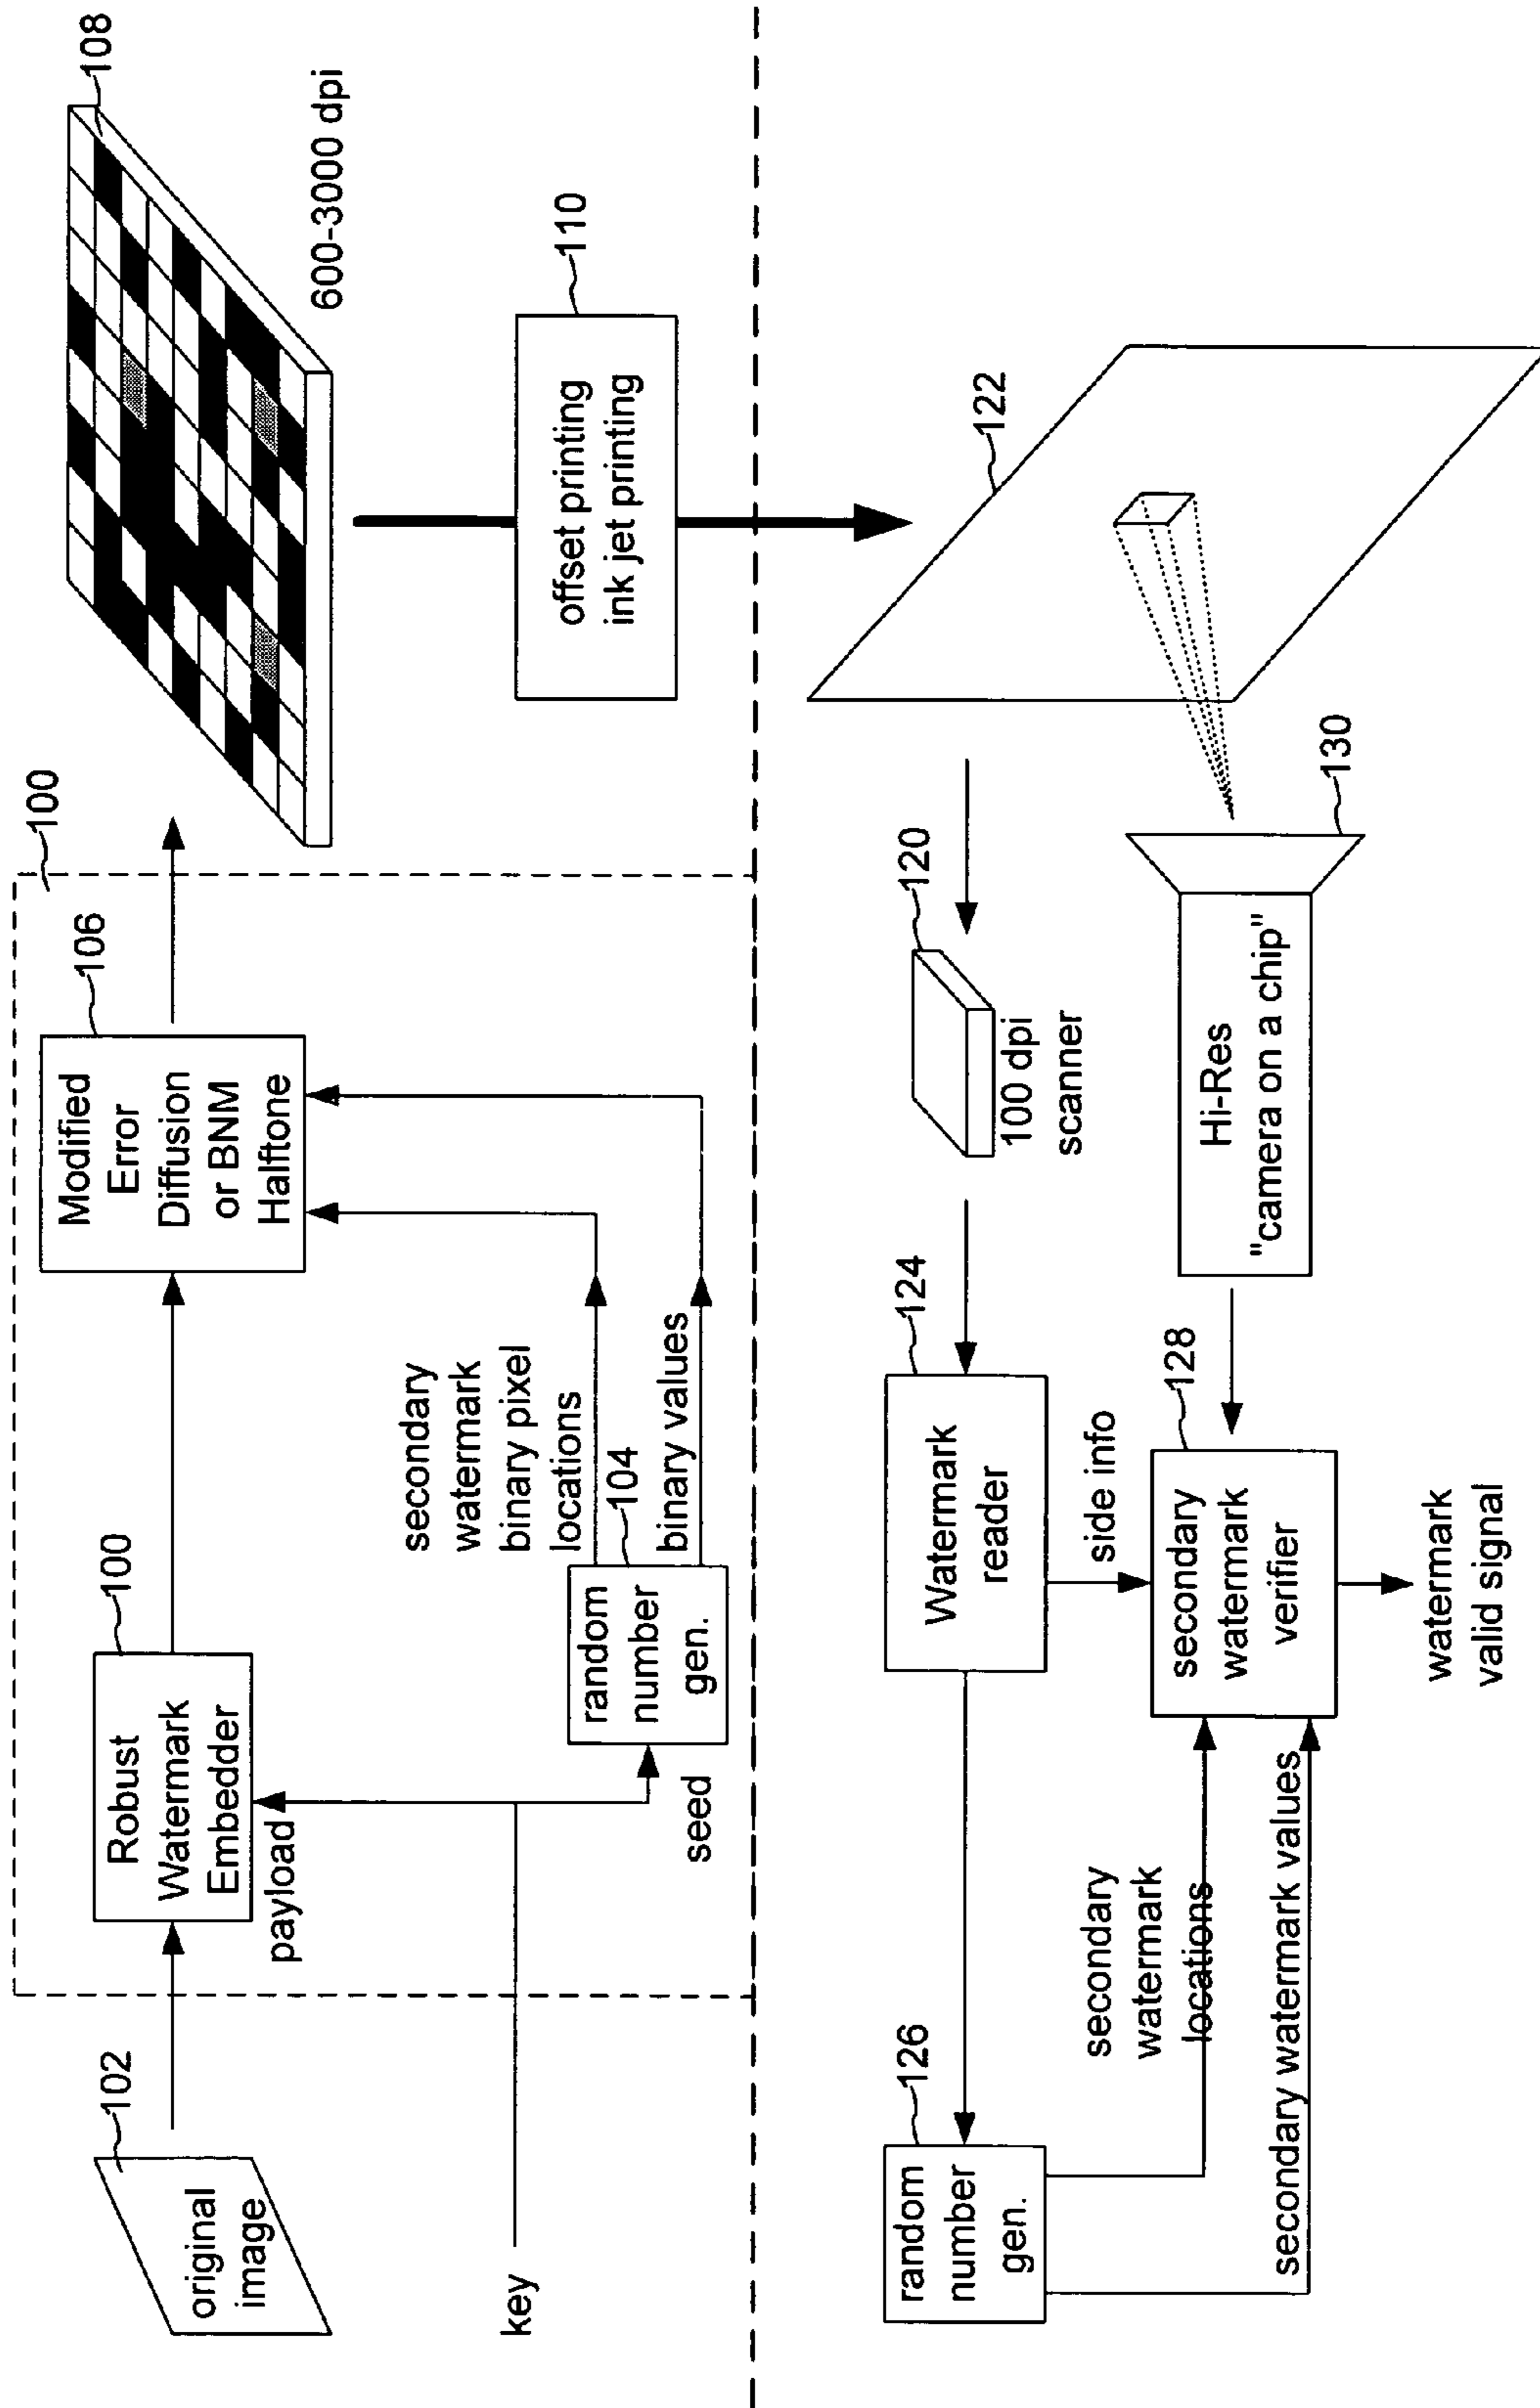 102
original
image
key
100
Robust
Watermark
Embedder
payload
seed
random
number
gen.
104
secondary
watermark
binary pixel
locations
binary values
106
Modified
Error
Diffusion
or BNM
Halftone
100
108
600-3000 dpi
110
offset printing
ink jet printing
122
120
100 dpi
scanner
130
Hi-Res
"camera on a chip"
124
Watermark
reader
side info
128
secondary
watermark
verifier
watermark
valid signal
126
random
number
gen.
secondary
watermark
locations
secondary watermark values